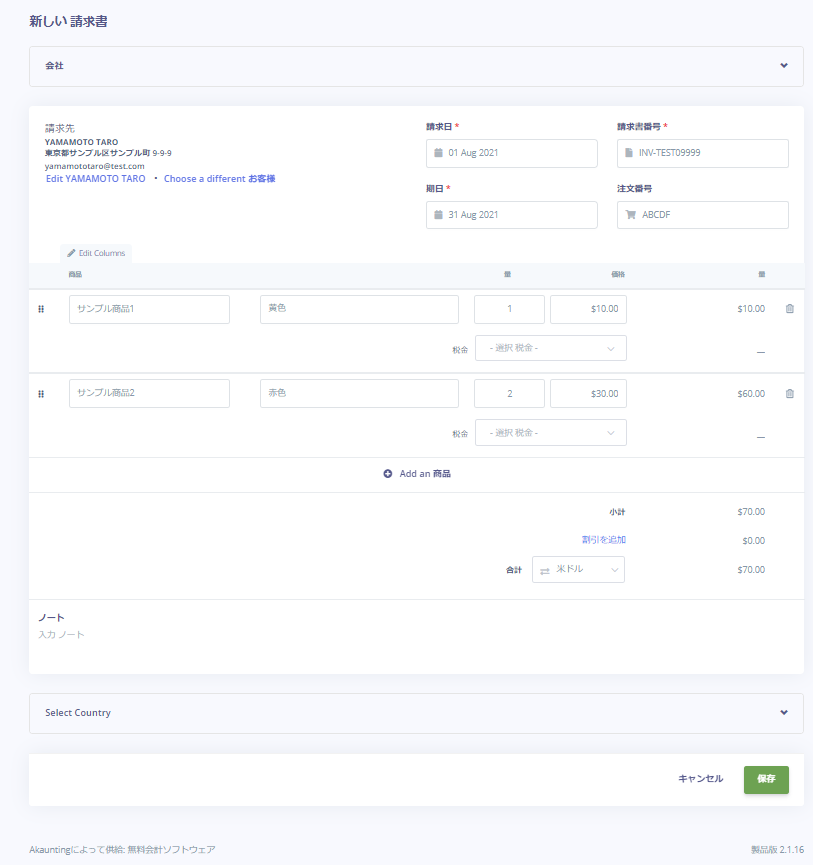 新しい 請求書
会社
請求先
YAMAMOTO TARO
東京都サンプル区サンプル町 9-9-9
yamamototaro@test.com
Edit YAMAMOTO TARO • Choose a different お客様
請求日 * 請求書番号 *
01 Aug 2021 INV-TEST09999
期日 * 注文番号
31 Aug 2021 ABCDF
Edit Columns
商品 量 価格 量
サンプル商品1 黄色 1 $10.00 $10.00
税金 - 選択 税金 - __
サンプル商品2 赤色 2 $30.00 $60.00
税金 - 選択 税金 - __
Add an 商品
小計 $70.00
割引を追加 $0.00
合計 米ドル $70.00
ノート
入力 ノート
Select Country
キャンセル 保存
Akauntingによって供給: 無料会計ソフトウェア 製品版 2.1.16